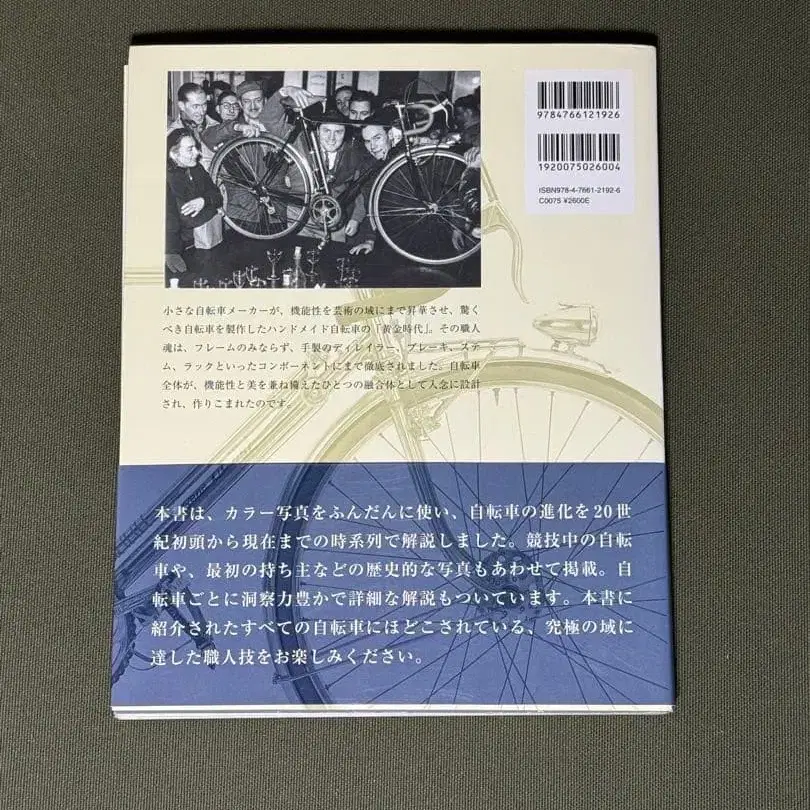 9784766121926
1920075026004
ISBN978-4-7661-2192-6
C0075 ¥2600E
小さな自転車メーカーが、機能性を芸術の域にまで昇華させ、驚く
べき自転車を製作したハンドメイド自転車の「黄金時代」。その職人
魂は、フレームのみならず、手製のディレイラー、ブレーキ、ステ
ム、ラックといったコンポーネントにまで徹底されました。自転車
全体が、機能性と美を兼ね備えたひとつの融合体として入念に設計
され、作りこまれたのです。
本書は、カラー写真をふんだんに使い、自転車の進化を20世
紀初頭から現在までの時系列で解説しました。競技中の自転
車や、最初の持ち主などの歴史的な写真もあわせて掲載。自
転車ごとに洞察力豊かで詳細な解説もついています。本書に
紹介されたすべての自転車にほどこされている、究極の域に
達した職人技をお楽しみください。